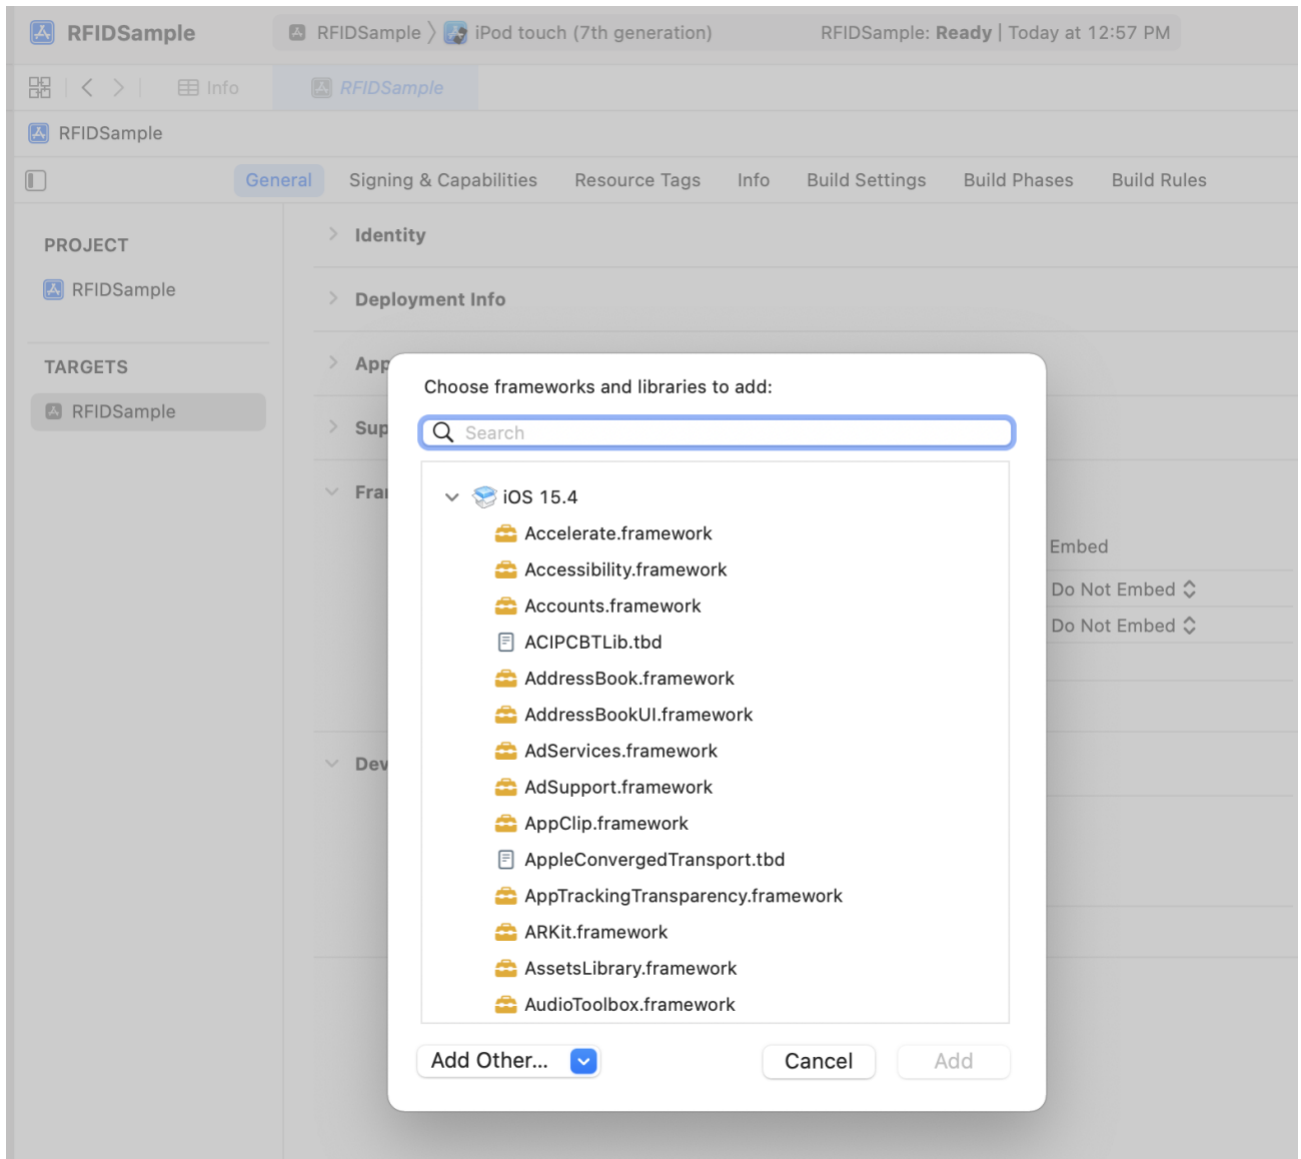 RFIDSample
RFIDSample 〉 iPod touch (7th generation)
RFIDSample: Ready | Today at 12:57 PM
Info
RFIDSample
RFIDSample
General Signing & Capabilities Resource Tags Info Build Settings Build Phases Build Rules
PROJECT
RFIDSample
TARGETS
RFIDSample
Identity
Deployment Info
App
Sup
Fra
Dev
Embed
Do Not Embed
Do Not Embed
Choose frameworks and libraries to add:
Search
iOS 15.4
Accelerate.framework
Accessibility.framework
Accounts.framework
ACIPCBTLib.tbd
AddressBook.framework
AddressBookUI.framework
AdServices.framework
AdSupport.framework
AppClip.framework
AppleConvergedTransport.tbd
AppTrackingTransparency.framework
ARKit.framework
AssetsLibrary.framework
AudioToolbox.framework
Add Other...
Cancel
Add